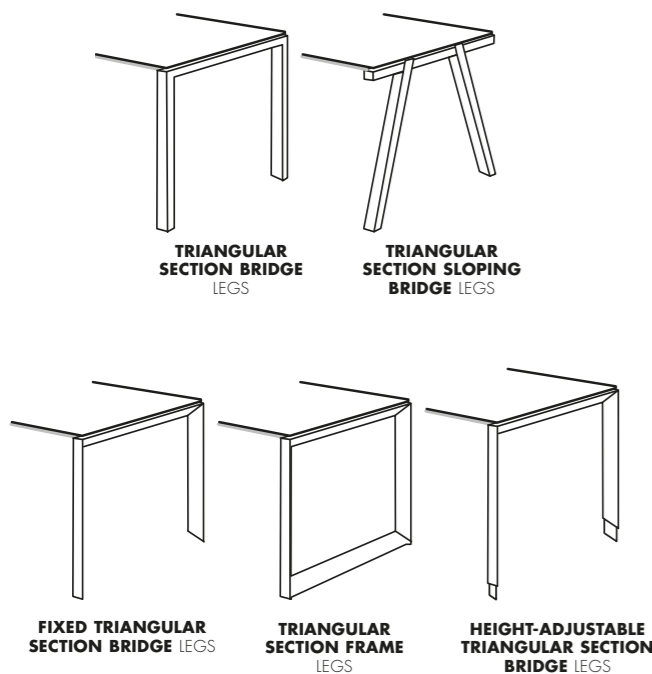 TRIANGULAR
SECTION BRIDGE
LEGS
TRIANGULAR
SECTION SLOPING
BRIDGE LEGS
FIXED TRIANGULAR
SECTION BRIDGE LEGS
TRIANGULAR
SECTION FRAME
LEGS
HEIGHT-ADJUSTABLE
TRIANGULAR SECTION
BRIDGE LEGS